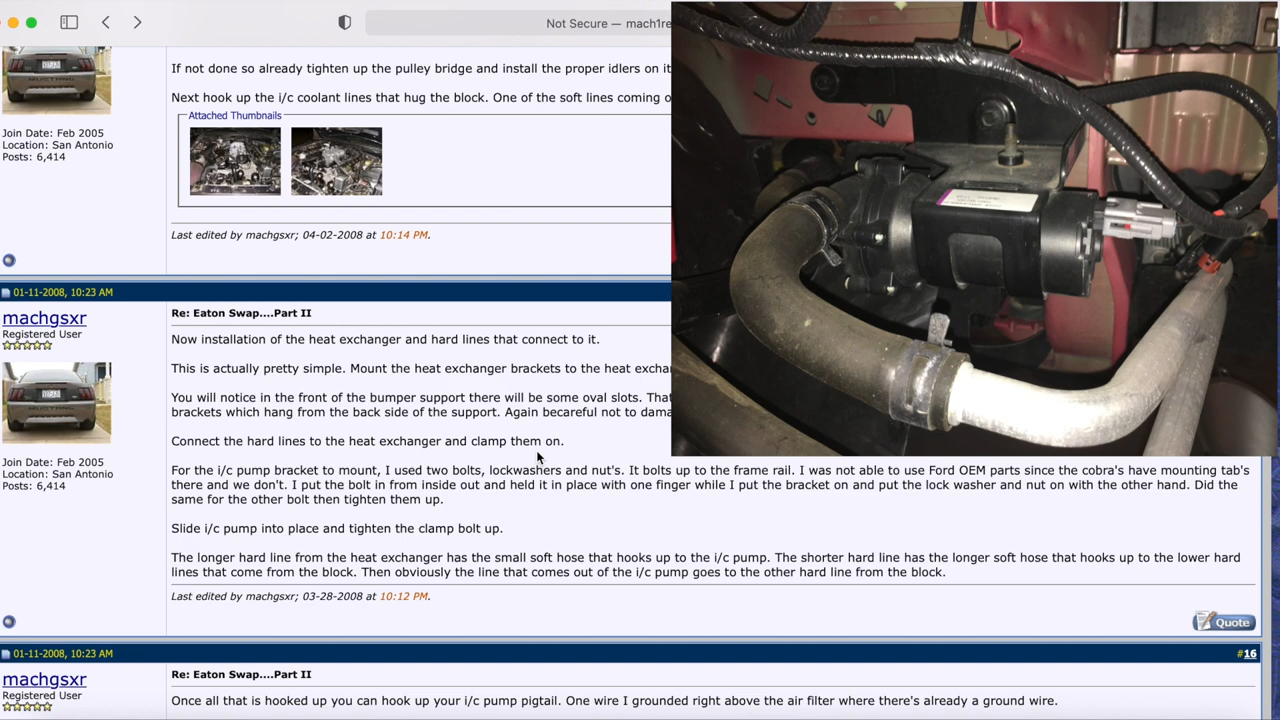 Not Secure — mach1re
If not done so already tighten up the pulley bridge and install the proper idlers on it
Next hook up the i/c coolant lines that hug the block. One of the soft lines coming o
Attached Thumbnails
Join Date: Feb 2005
Location: San Antonio
Posts: 6,414
Last edited by machgsxr; 04-02-2008 at 10:14 PM.
01-11-2008, 10:23 AM
machgsxr
Registered User
Join Date: Feb 2005
Location: San Antonio
Posts: 6,414
Re: Eaton Swap....Part II
Now installation of the heat exchanger and hard lines that connect to it.
This is actually pretty simple. Mount the heat exchanger brackets to the heat excha
You will notice in the front of the bumper support there will be some oval slots. That
brackets which hang from the back side of the support. Again becareful not to dama
Connect the hard lines to the heat exchanger and clamp them on.
For the i/c pump bracket to mount, I used two bolts, lockwashers and nut's. It bolts up to the frame rail. I was not able to use Ford OEM parts since the cobra's have mounting tab's
there and we don't. I put the bolt in from inside out and held it in place with one finger while I put the bracket on and put the lock washer and nut on with the other hand. Did the
same for the other bolt then tighten them up.
Slide i/c pump into place and tighten the clamp bolt up.
The longer hard line from the heat exchanger has the small soft hose that hooks up to the i/c pump. The shorter hard line has the longer soft hose that hooks up to the lower hard
lines that come from the block. Then obviously the line that comes out of the i/c pump goes to the other hard line from the block.
Last edited by machgsxr; 03-28-2008 at 10:12 PM.
Quote
01-11-2008, 10:23 AM
#16
machgsxr
Registered User
Re: Eaton Swap....Part II
Once all that is hooked up you can hook up your i/c pump pigtail. One wire I grounded right above the air filter where there's already a ground wire.